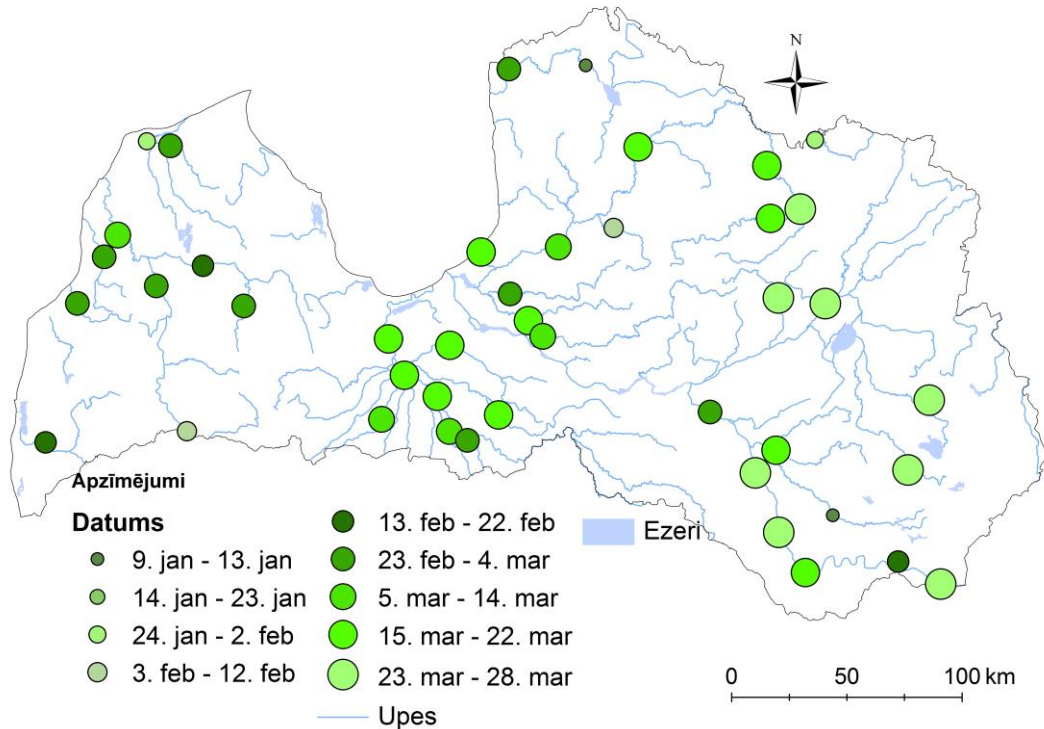 N
Apzīmējumi
Datums
9. jan - 13. jan
14. jan - 23. jan
24. jan - 2. feb
3. feb - 12. feb
13. feb - 22. feb
23. feb - 4. mar
5. mar - 14. mar
15. mar - 22. mar
23. mar - 28. mar
Upes
Ezeri
0 50 100 km